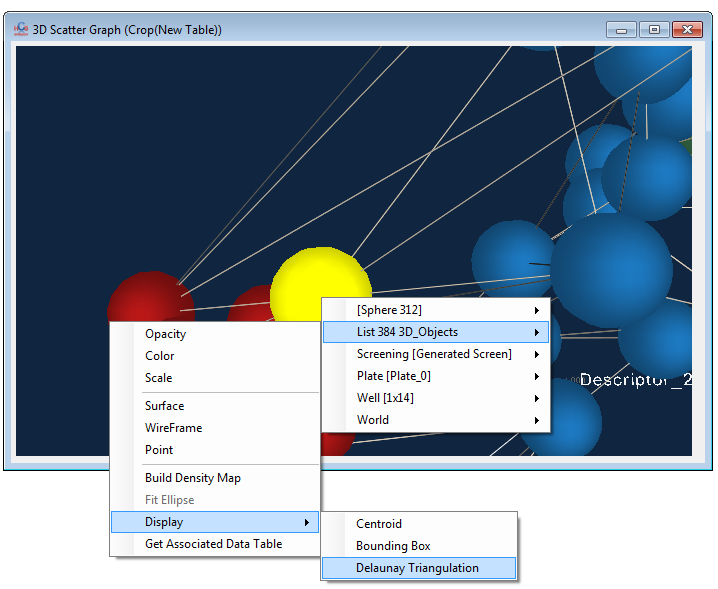 3D Scatter Graph (Crop(New Table))
[Sphere 312]
List 384 3D_Objects
Screening [Generated Screen]
Plate [Plate_0]
Well [1x14]
World
Descriptor_2
Opacity
Color
Scale
Surface
WireFrame
Point
Build Density Map
Fit Ellipse
Display
Get Associated Data Table
Centroid
Bounding Box
Delaunay Triangulation